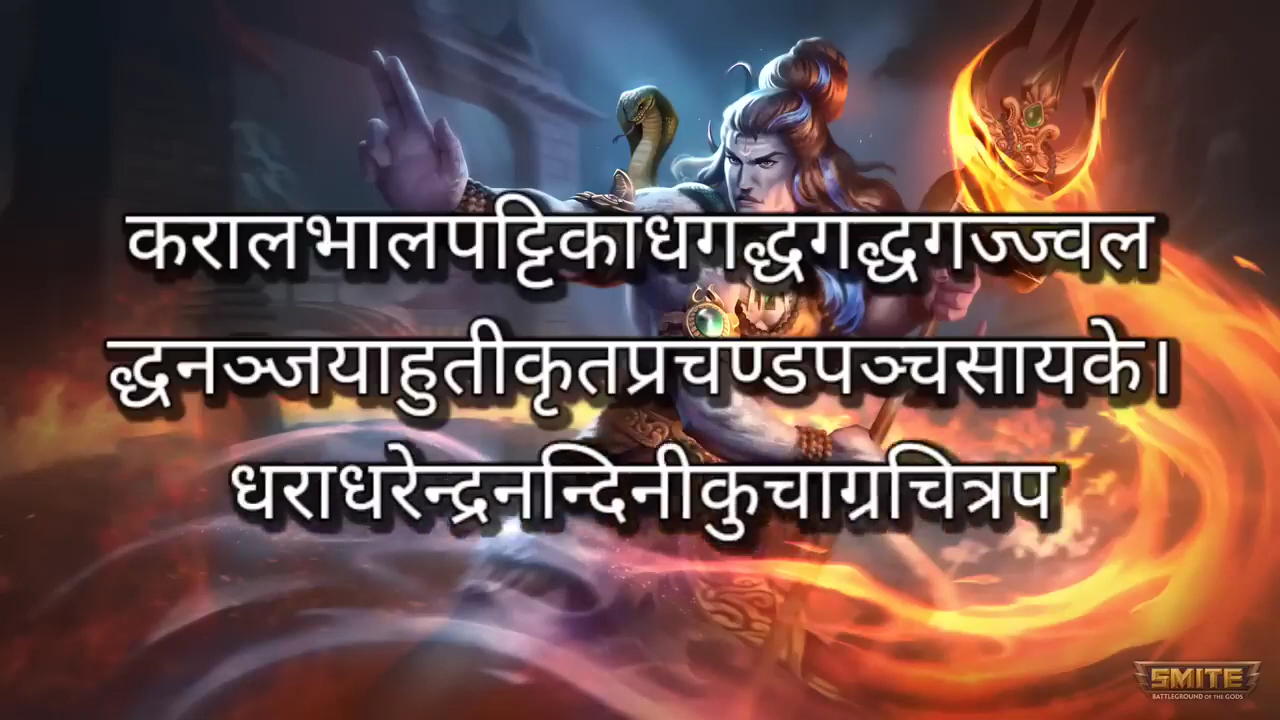 करालभालपट्टिकाधगद्धगद्धगज्ज्वल
द्धनञ्जयाहुतीकृतप्रचण्डपञ्चसायके।
धराधरेन्द्रनन्दिनीकुचाग्रचित्रप
SMITE
BATTLEGROUND OF THE GODS